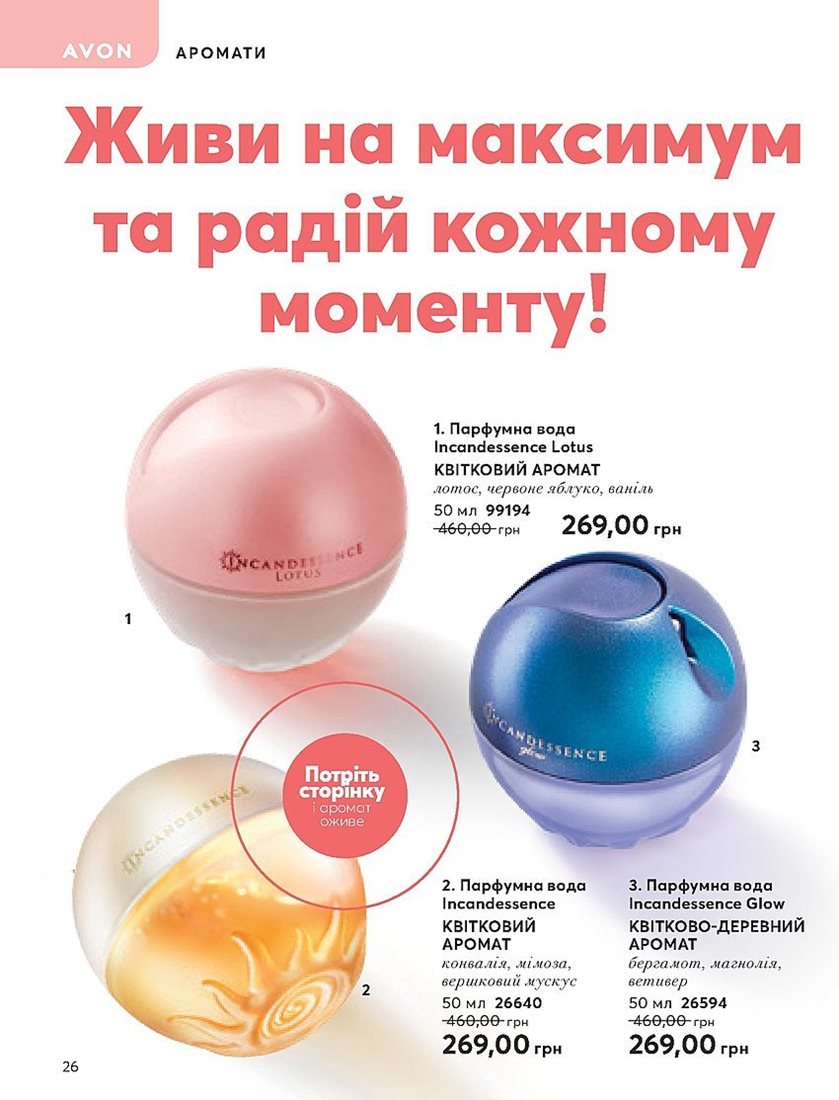 AVON
АРОМАТИ
Живи на максимум
та радій кожному
моменту!
1. Парфумна вода
Incandessence Lotus
КВІТКОВИЙ АРОМАТ
лотос, червоне яблуко, ваніль
50 мл 99194
460,00 грн 269,00 грн
INCANDESSENCE
LOTUS
1
INCANDESSENCE
glow
3
Потріть
сторінку
і аромат
оживе
INCANDESSENCE
2
2. Парфумна вода
Incandessence
КВІТКОВИЙ
АРОМАТ
конвалія, мімоза,
вершковий мускус
50 мл 26640
460,00 грн
269,00 грн
3. Парфумна вода
Incandessence Glow
КВІТКОВО-ДЕРЕВНИЙ
АРОМАТ
бергамот, магнолія,
ветивер
50 мл 26594
460,00 грн
269,00 грн
26